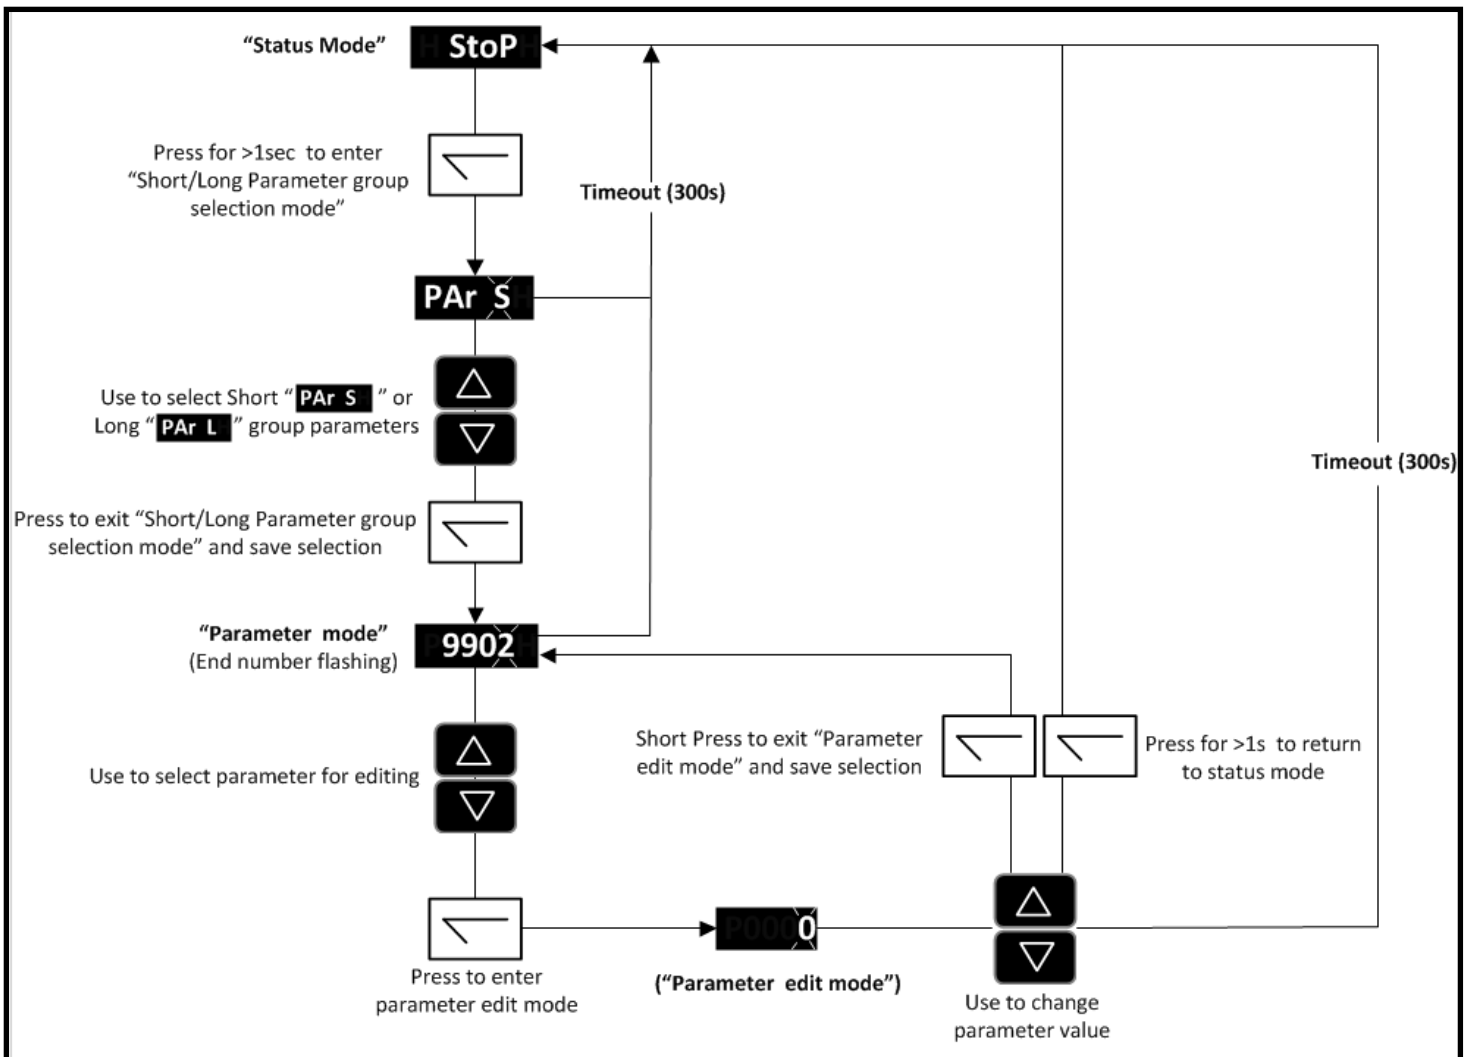 “Status Mode”
StoP
Press for >1sec to enter
“Short/Long Parameter group
selection mode”
Timeout (300s)
PAr S
Use to select Short “ PAr S ” or
Long “ PAr L ” group parameters
Timeout (300s)
Press to exit “Short/Long Parameter group
selection mode” and save selection
“Parameter mode”
(End number flashing)
9902
Use to select parameter for editing
Short Press to exit “Parameter
edit mode” and save selection
Press for >1s to return
to status mode
P0000
Press to enter
parameter edit mode
(“Parameter edit mode”)
Use to change
parameter value